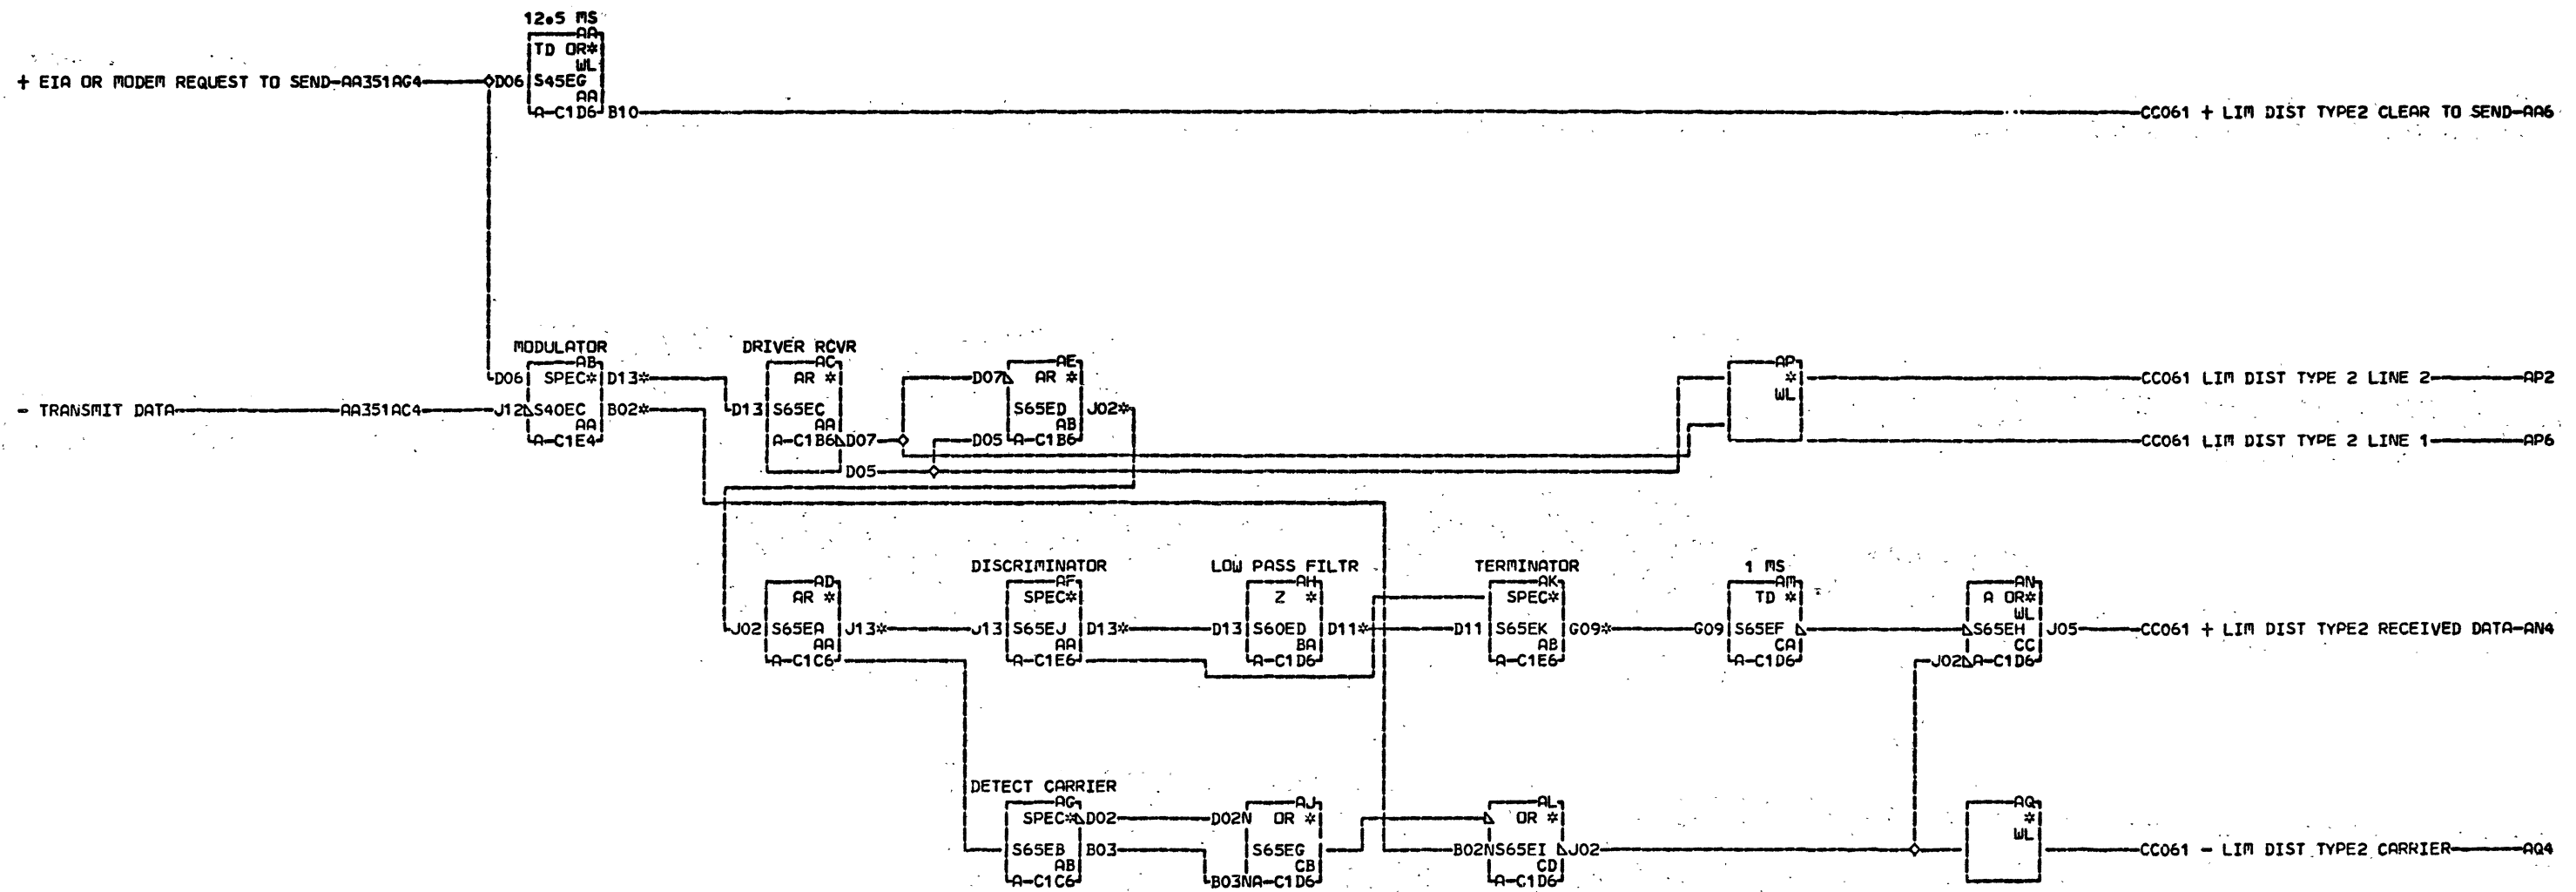 12.5 MS
AA
TD OR*
WL
+ EIA OR MODEM REQUEST TO SEND-AA351AG4 D06 S45EG
AA
A-C1D6 B10 CC061 + LIM DIST TYPE2 CLEAR TO SEND-AA6
MODULATOR DRIVER RCVR
AB AC AE AP
D06 SPEC* D13* AR * D07 AR * * CC061 LIM DIST TYPE 2 LINE 2 AP2
WL
- TRANSMIT DATA AA351AC4 J12 S40EC B02* D13 S65EC S65ED J02*
AA AA AB
A-C1E4 A-C1B6 D07 D05 A-C1B6 CC061 LIM DIST TYPE 2 LINE 1 AP6
D05
DISCRIMINATOR LOW PASS FILTR TERMINATOR 1 MS
AD AF AH AK AM AN
AR * SPEC* Z * SPEC* TD * A OR*
WL
J02 S65EA J13* J13 S65EJ D13* D13 S60ED D11* D11 S65EK G09* G09 S65EF S65EH J05 CC061 + LIM DIST TYPE2 RECEIVED DATA-AN4
AA AA BA AB CA CC
A-C1C6 A-C1E6 A-C1D6 A-C1E6 A-C1D6 J02 A-C1D6
DETECT CARRIER
AG AJ AL AQ
SPEC* D02 D02N OR * OR * *
WL
S65EB B03 S65EG B02N S65EI J02 CC061 - LIM DIST TYPE2 CARRIER AQ4
AB CB CD
A-C1C6 B03N A-C1D6 A-C1D6